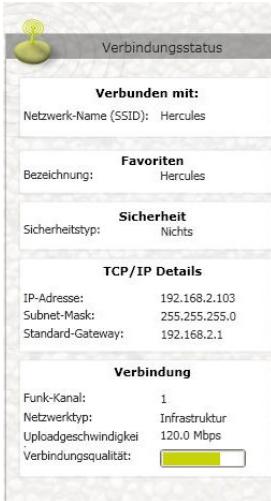 Verbindungsstatus
Verbunden mit:
Netzwerk-Name (SSID): Hercules
Favoriten
Bezeichnung: Hercules
Sicherheit
Sicherheitstyp: Nichts
TCP/IP Details
IP-Adresse: 192.168.2.103
Subnet-Mask: 255.255.255.0
Standard-Gateway: 192.168.2.1
Verbindung
Funk-Kanal: 1
Netzwerktyp: Infrastruktur
Uploadgeschwindigkei 120.0 Mbps
Verbindungsqualität: